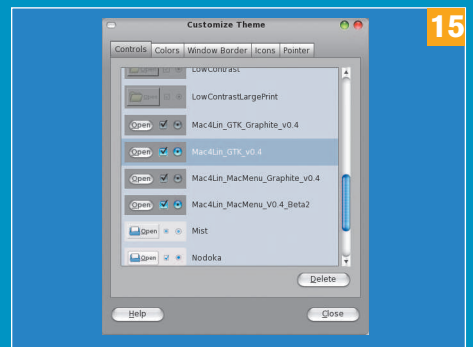 15
Customize Theme
Controls Colors Window Border Icons Pointer
Open LowContrast
Open LowContrastLargePrint
Open Mac4Lin_GTK_Graphite_v0.4
Open Mac4Lin_GTK_v0.4
Open Mac4Lin_MacMenu_Graphite_v0.4
Open Mac4Lin_MacMenu_V0.4_Beta2
Open Mist
Open Nodoka
Delete
Help Close